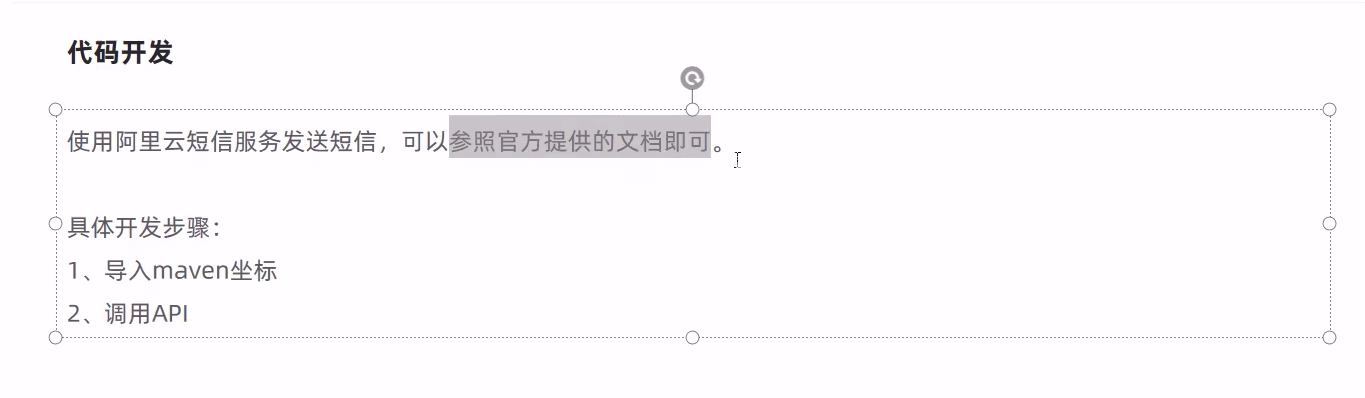 代码开发
使用阿里云短信服务发送短信，可以参照官方提供的文档即可。
具体开发步骤：
1、导入maven坐标
2、调用API